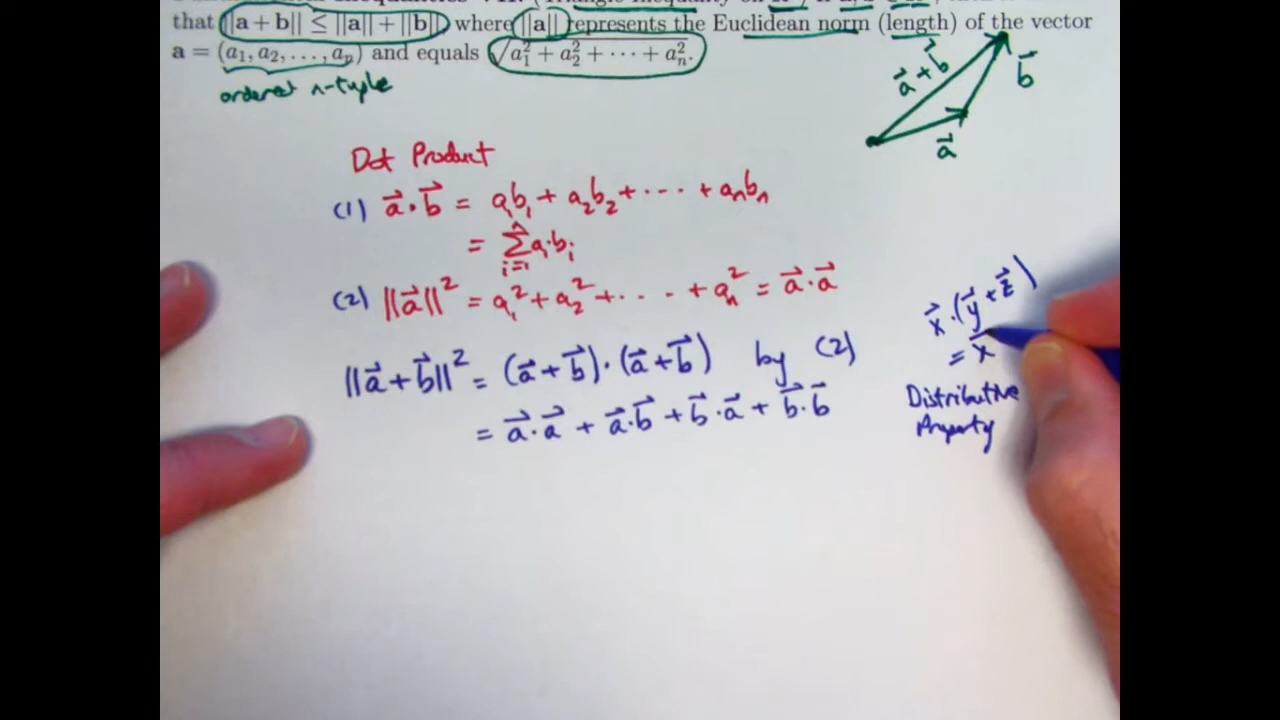 that ||a + b|| ≤ ||a|| + ||b|| where ||a|| represents the Euclidean norm (length) of the vector
a = (a₁, a₂, . . . , aₙ) and equals √a₁² + a₂² + · · · + aₙ².
ordered n-tuple
a⃗ + b⃗
b⃗
a⃗
Dot Product
(1) a⃗ · b⃗ = a₁b₁ + a₂b₂ + · · · + aₙbₙ
= ∑ⁿᵢ₌₁ aᵢbᵢ
(2) ||a⃗||² = a₁² + a₂² + · · · + aₙ² = a⃗ · a⃗
||a⃗ + b⃗||² = (a⃗ + b⃗) · (a⃗ + b⃗) by (2)
= a⃗ · a⃗ + a⃗ · b⃗ + b⃗ · a⃗ + b⃗ · b⃗
x⃗ · (y⃗ + z⃗)
= x⃗
Distributive
Property